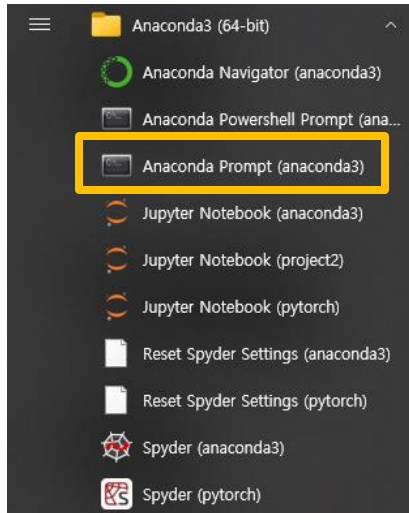 Anaconda3 (64-bit)
Anaconda Navigator (anaconda3)
Anaconda Powershell Prompt (ana...
Anaconda Prompt (anaconda3)
Jupyter Notebook (anaconda3)
Jupyter Notebook (project2)
Jupyter Notebook (pytorch)
Reset Spyder Settings (anaconda3)
Reset Spyder Settings (pytorch)
Spyder (anaconda3)
Spyder (pytorch)